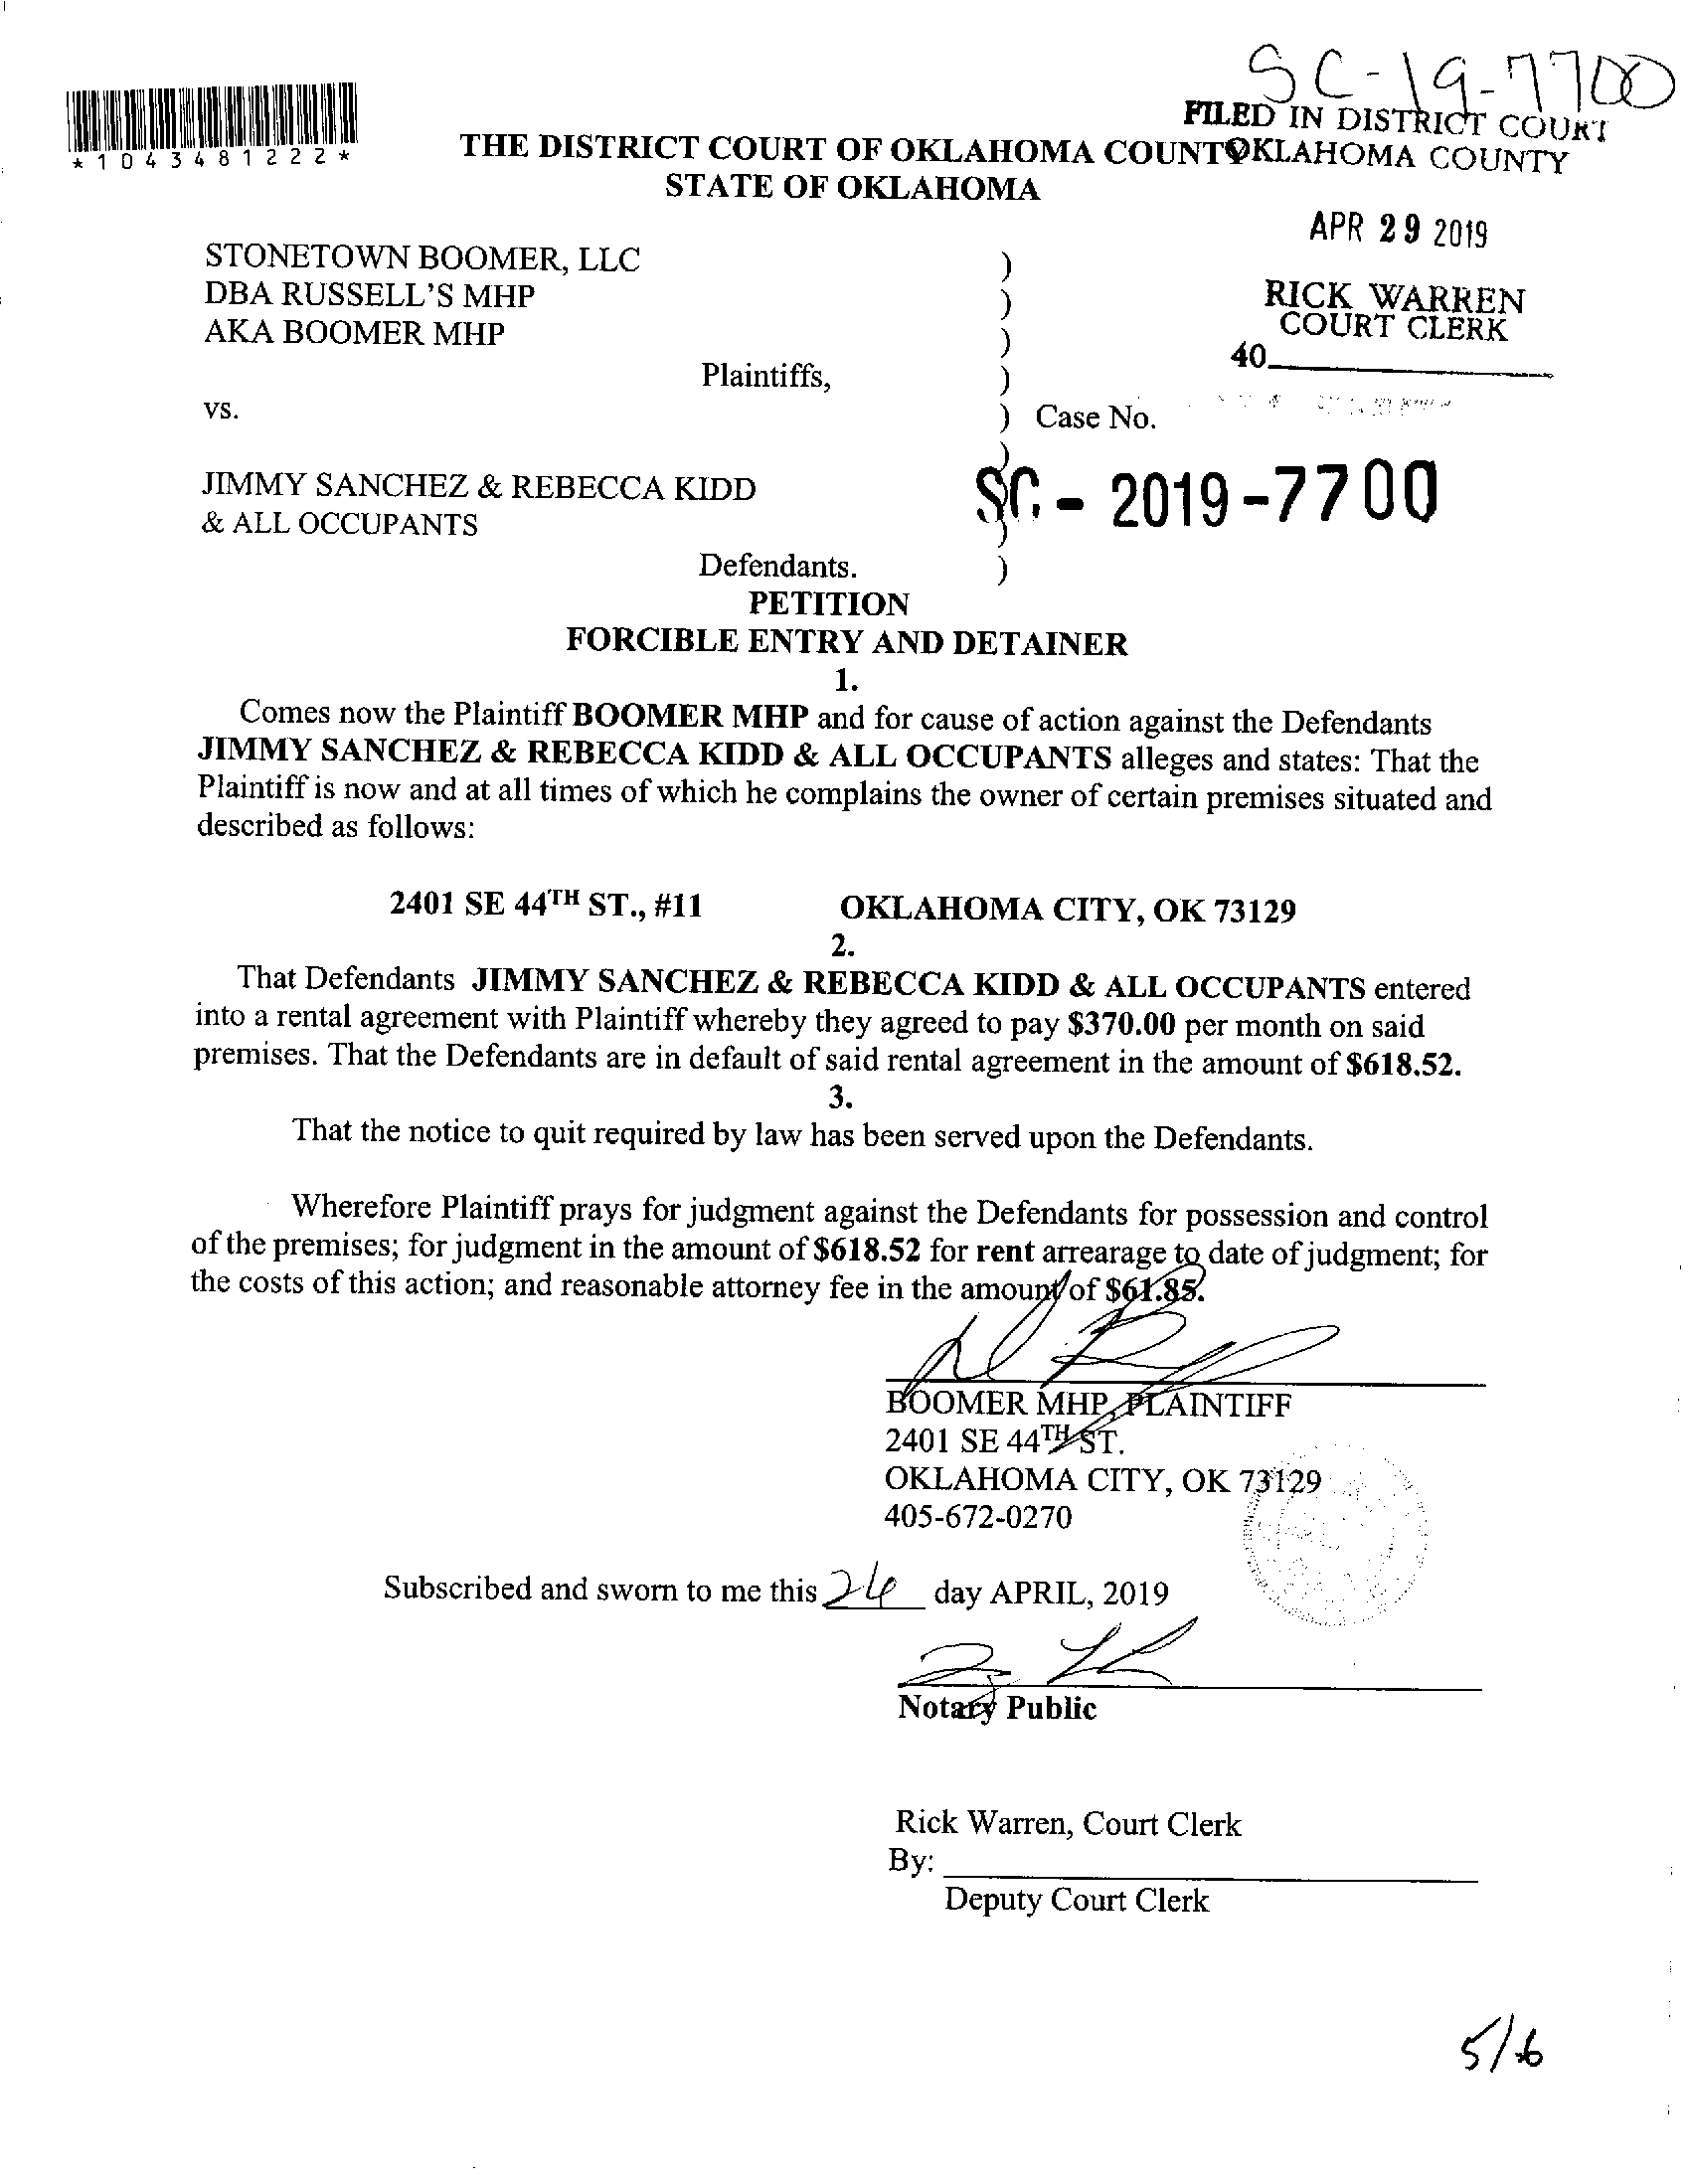 SC-19-7700
*1043481222*
FILED IN DISTRICT COURT
OKLAHOMA COUNTY
THE DISTRICT COURT OF OKLAHOMA COUNTY
STATE OF OKLAHOMA
APR 29 2019
RICK WARREN
COURT CLERK
40
STONETOWN BOOMER, LLC )
DBA RUSSELL'S MHP )
AKA BOOMER MHP )
Plaintiffs, )
vs. ) Case No.
)
JIMMY SANCHEZ & REBECCA KIDD SC - 2019-7700
& ALL OCCUPANTS )
Defendants. )
PETITION
FORCIBLE ENTRY AND DETAINER
1.
Comes now the Plaintiff BOOMER MHP and for cause of action against the Defendants
JIMMY SANCHEZ & REBECCA KIDD & ALL OCCUPANTS alleges and states: That the
Plaintiff is now and at all times of which he complains the owner of certain premises situated and
described as follows:
2401 SE 44TH ST., #11 OKLAHOMA CITY, OK 73129
2.
That Defendants JIMMY SANCHEZ & REBECCA KIDD & ALL OCCUPANTS entered
into a rental agreement with Plaintiff whereby they agreed to pay $370.00 per month on said
premises. That the Defendants are in default of said rental agreement in the amount of $618.52.
3.
That the notice to quit required by law has been served upon the Defendants.
Wherefore Plaintiff prays for judgment against the Defendants for possession and control
of the premises; for judgment in the amount of $618.52 for rent arrearage to date of judgment; for
the costs of this action; and reasonable attorney fee in the amount of $61.85.
BOOMER MHP, PLAINTIFF
2401 SE 44TH ST.
OKLAHOMA CITY, OK 73129
405-672-0270
Subscribed and sworn to me this 24 day APRIL, 2019
Notary Public
Rick Warren, Court Clerk
By:
Deputy Court Clerk
5/6